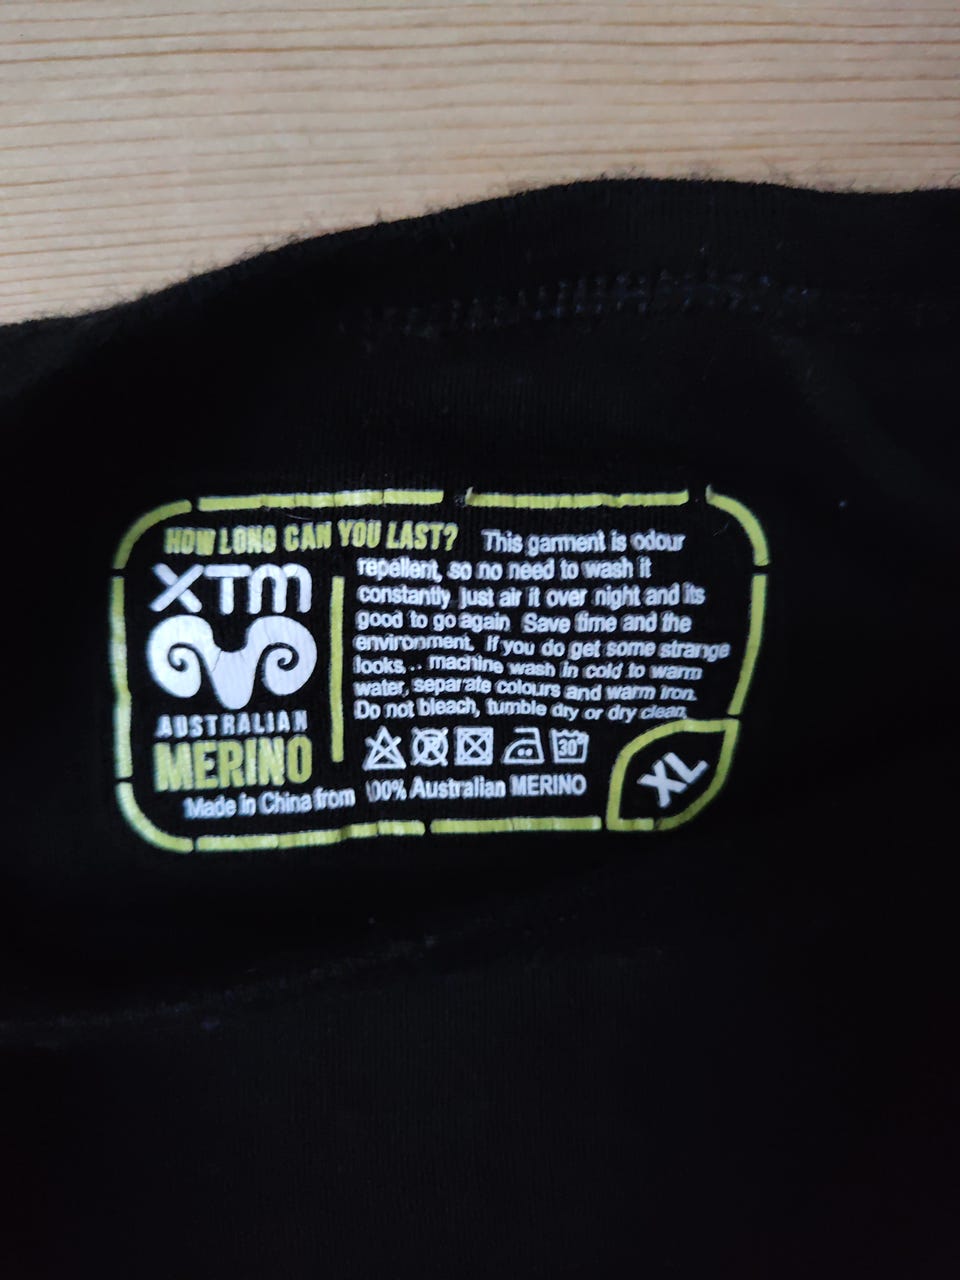 HOW LONG CAN YOU LAST? This garment is odour
repellent, so no need to wash it
constantly just air it over night and its
good to go again Save time and the
environment. If you do get some strange
looks... machine wash in cold to warm
water, separate colours and warm iron.
Do not bleach, tumble dry or dry clean.
XTM
AUSTRALIAN
MERINO
30°
Made in China from 100% Australian MERINO
XL